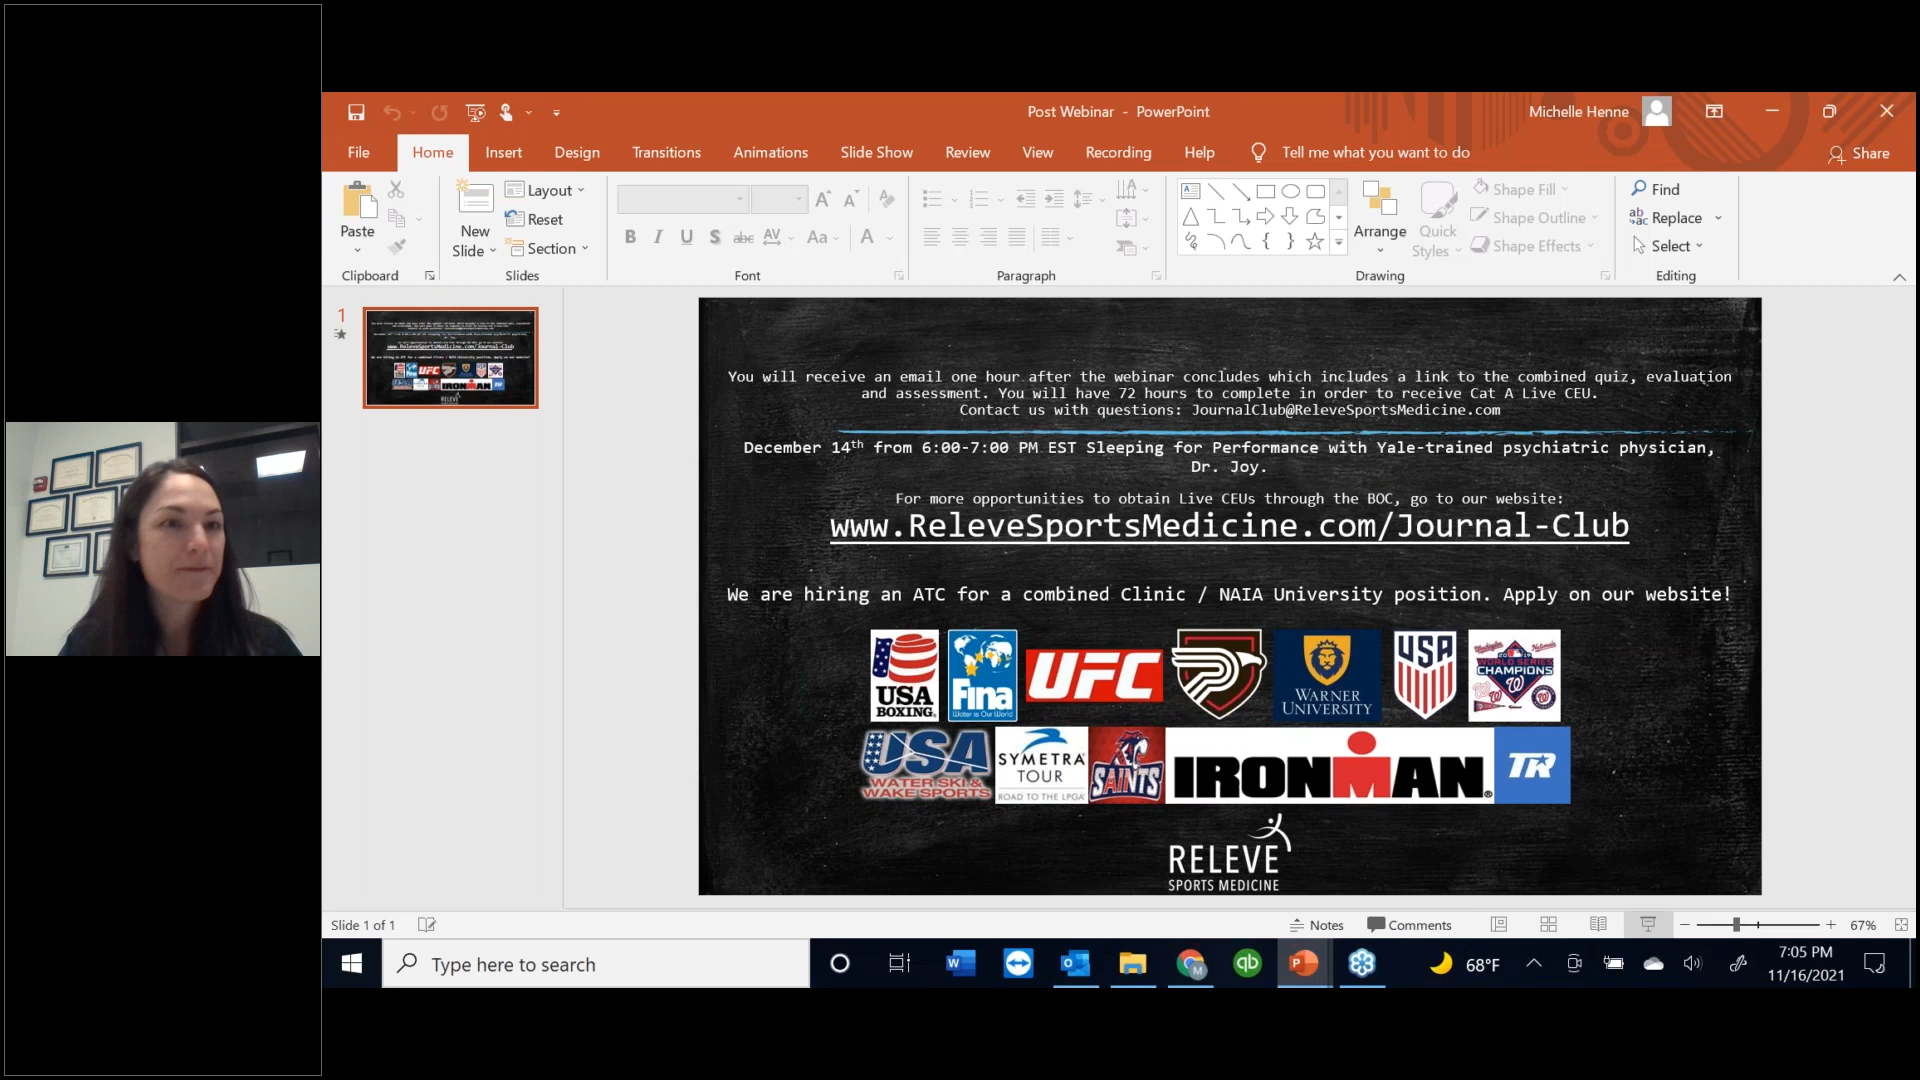 Post Webinar - PowerPoint
Michelle Henne
File Home Insert Design Transitions Animations Slide Show Review View Recording Help Tell me what you want to do Share
Paste
Clipboard
New Slide
Layout
Reset
Section
Slides
B I U S abc AV Aa A
Font
Paragraph
Arrange
Quick Styles
Shape Fill
Shape Outline
Shape Effects
Drawing
Find
Replace
Select
Editing
1
You will receive an email one hour after the webinar concludes which includes a link to the combined quiz, evaluation
and assessment. You will have 72 hours to complete in order to receive Cat A Live CEU.
Contact us with questions: JournalClub@ReleveSportsMedicine.com
December 14th from 6:00-7:00 PM EST Sleeping for Performance with Yale-trained psychiatric physician,
Dr. Joy.
For more opportunities to obtain Live CEUs through the BOC, go to our website:
www.ReleveSportsMedicine.com/Journal-Club
We are hiring an ATC for a combined Clinic / NAIA University position. Apply on our website!
USA
BOXING
Fina
Water is Our World
UFC
WARNER
UNIVERSITY
USA
Washington Nationals
2019
WORLD SERIES
CHAMPIONS
W
USA
WATER SKI &
WAKE SPORTS
SYMETRA
TOUR
ROAD TO THE LPGA
SAINTS
IRONMAN
TR
RELEVE
SPORTS MEDICINE
Slide 1 of 1
Notes
Comments
67%
Type here to search
68°F
7:05 PM
11/16/2021